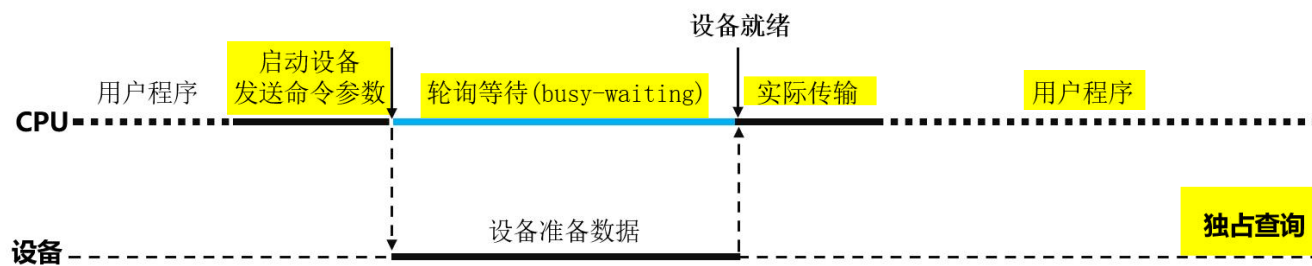 设备就绪
启动设备
用户程序
发送命令参数
轮询等待(busy-waiting)
实际传输
用户程序
CPU
设备准备数据
独占查询
设备